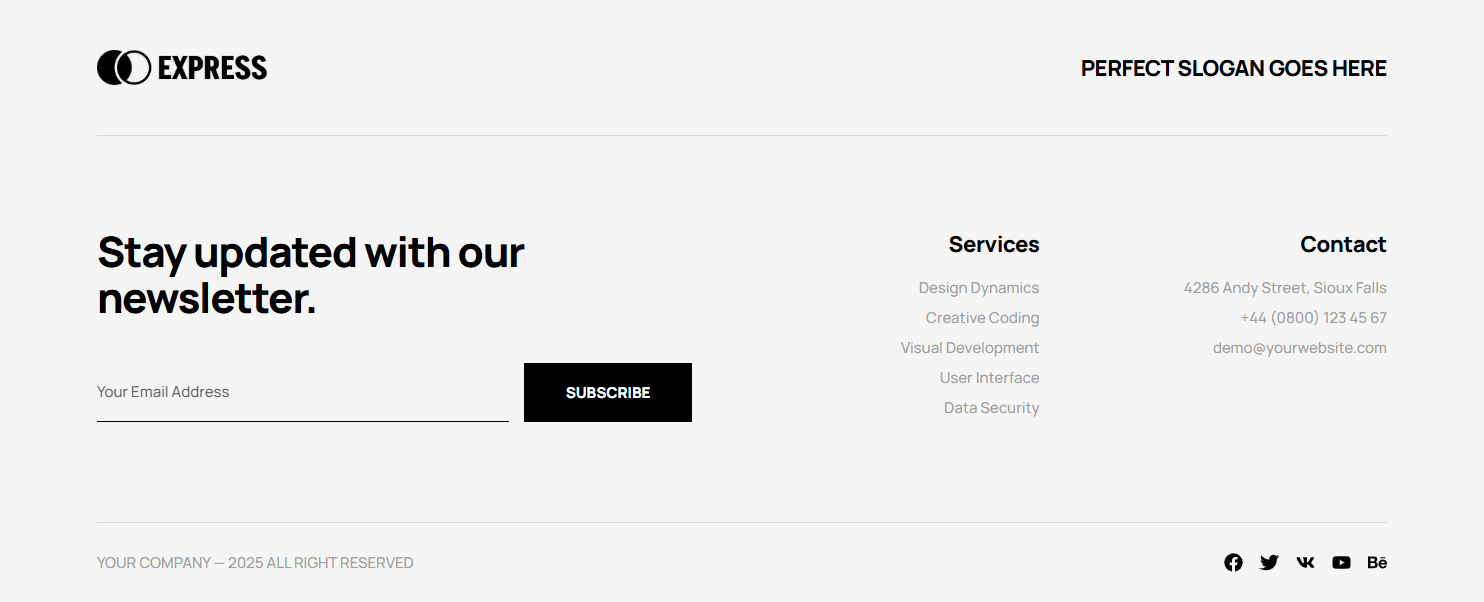 EXPRESS
PERFECT SLOGAN GOES HERE
Stay updated with our
newsletter.
Your Email Address
SUBSCRIBE
Services
Design Dynamics
Creative Coding
Visual Development
User Interface
Data Security
Contact
4286 Andy Street, Sioux Falls
+44 (0800) 123 45 67
demo@yourwebsite.com
YOUR COMPANY — 2025 ALL RIGHT RESERVED
Bē